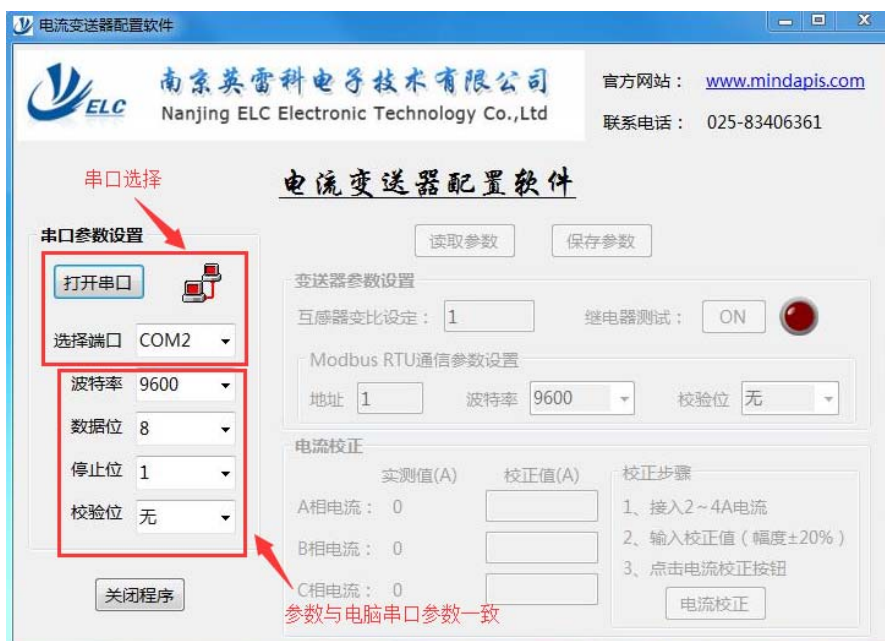 电流变送器配置软件
ELC
南京英雷科电子技术有限公司
Nanjing ELC Electronic Technology Co.,Ltd
官方网站： www.mindapis.com
联系电话： 025-83406361
串口选择
电流变送器配置软件
串口参数设置
打开串口
选择端口 COM2
波特率 9600
数据位 8
停止位 1
校验位 无
关闭程序
读取参数 保存参数
变送器参数设置
互感器变比设定： 1 继电器测试： ON
Modbus RTU通信参数设置
地址 1 波特率 9600 校验位 无
电流校正
实测值(A) 校正值(A)
A相电流： 0
B相电流： 0
C相电流： 0
校正步骤
1、接入2~4A电流
2、输入校正值（幅度±20%）
3、点击电流校正按钮
电流校正
参数与电脑串口参数一致